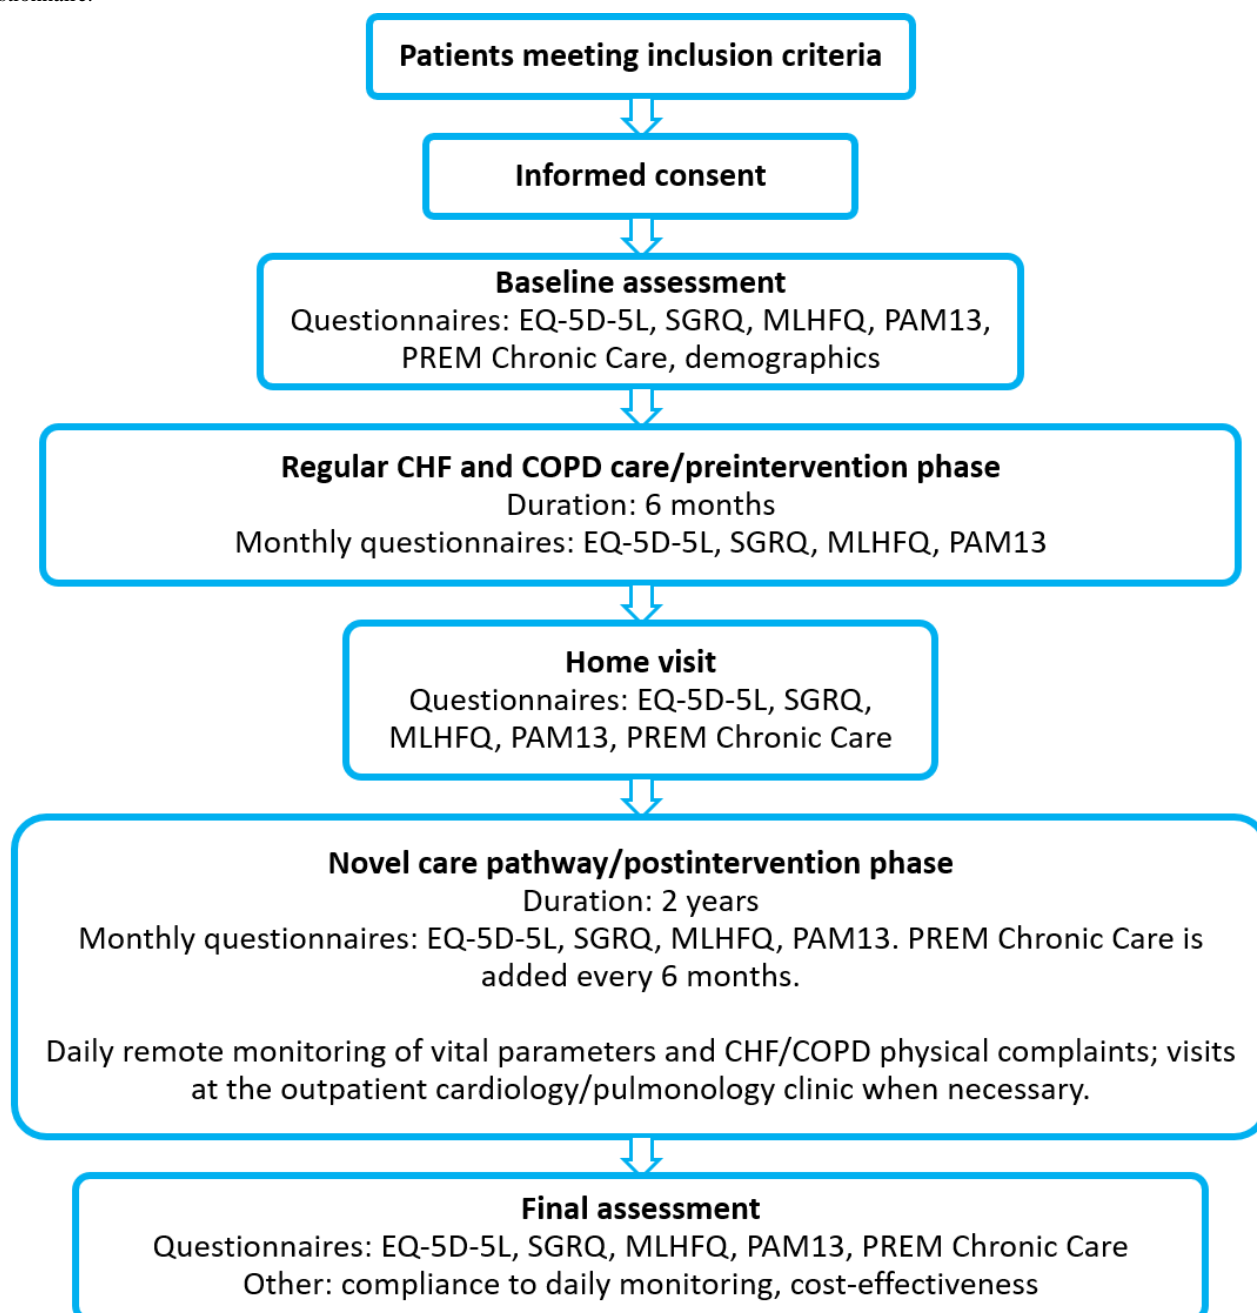 Patients meeting inclusion criteria
Informed consent
Baseline assessment
Questionnaires: EQ-5D-5L, SGRQ, MLHFQ, PAM13,
PREM Chronic Care, demographics
Regular CHF and COPD care/preintervention phase
Duration: 6 months
Monthly questionnaires: EQ-5D-5L, SGRQ, MLHFQ, PAM13
Home visit
Questionnaires: EQ-5D-5L, SGRQ,
MLHFQ, PAM13, PREM Chronic Care
Novel care pathway/postintervention phase
Duration: 2 years
Monthly questionnaires: EQ-5D-5L, SGRQ, MLHFQ, PAM13. PREM Chronic Care is
added every 6 months.
Daily remote monitoring of vital parameters and CHF/COPD physical complaints; visits
at the outpatient cardiology/pulmonology clinic when necessary.
Final assessment
Questionnaires: EQ-5D-5L, SGRQ, MLHFQ, PAM13, PREM Chronic Care
Other: compliance to daily monitoring, cost-effectiveness